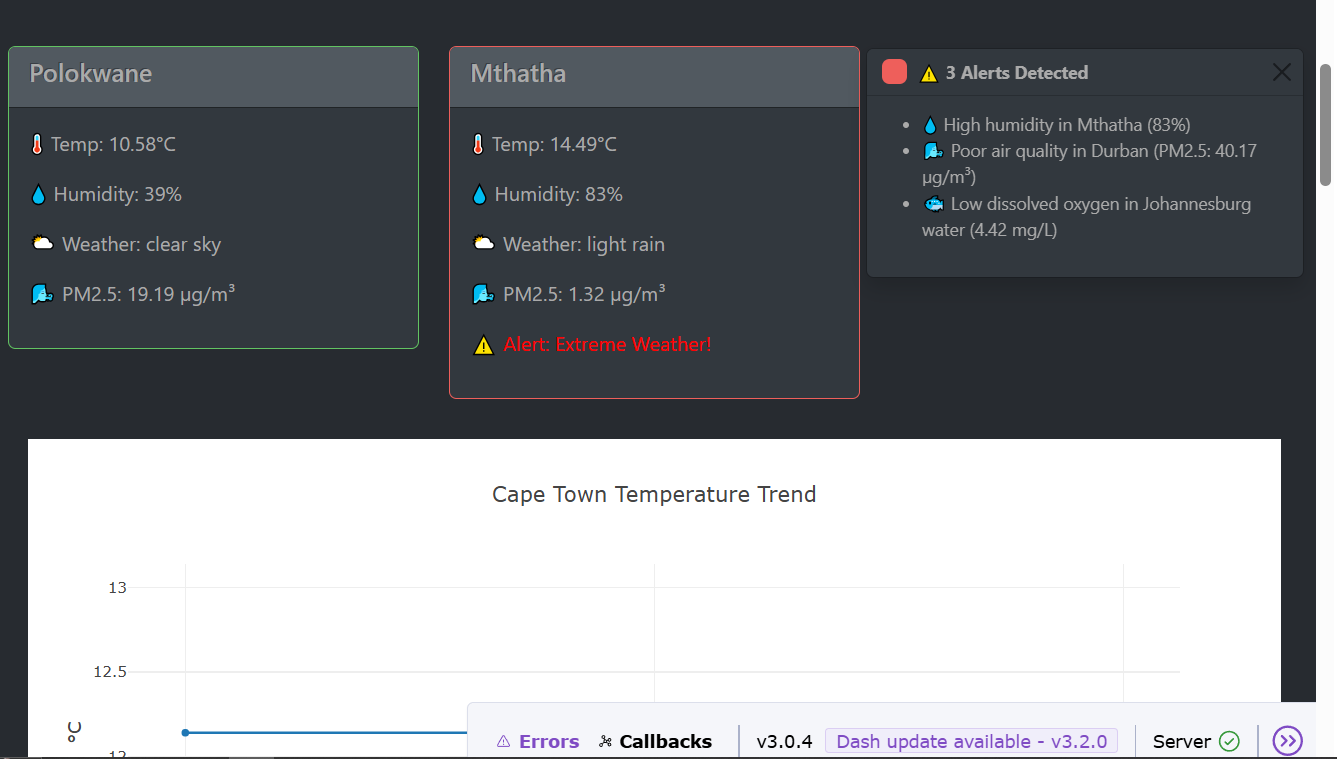 Polokwane
Temp: 10.58°C
Humidity: 39%
Weather: clear sky
PM2.5: 19.19 µg/m³
Mthatha
Temp: 14.49°C
Humidity: 83%
Weather: light rain
PM2.5: 1.32 µg/m³
Alert: Extreme Weather!
3 Alerts Detected
High humidity in Mthatha (83%)
Poor air quality in Durban (PM2.5: 40.17
µg/m³)
Low dissolved oxygen in Johannesburg
water (4.42 mg/L)
Cape Town Temperature Trend
13
12.5
12
°C
Errors Callbacks v3.0.4 Dash update available - v3.2.0 Server